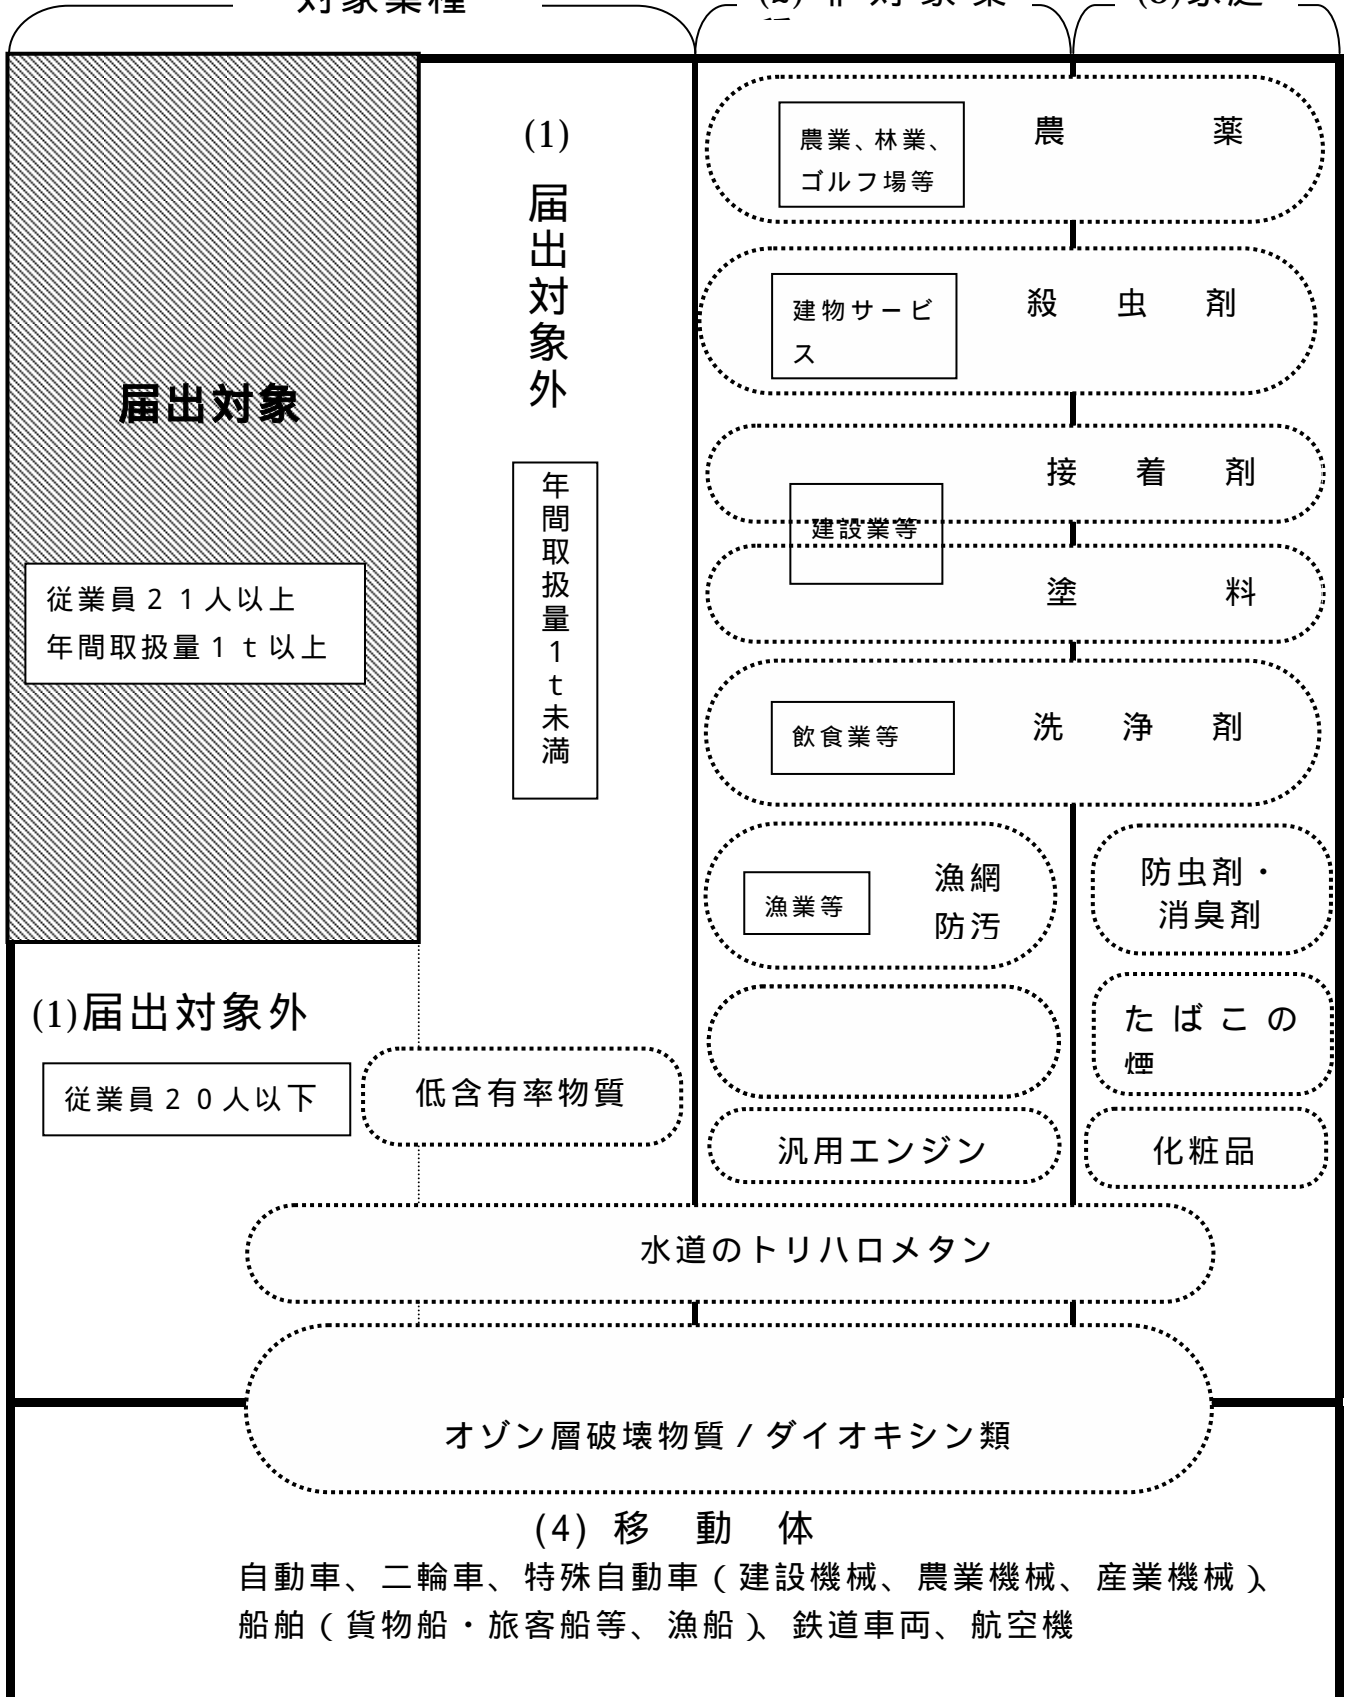 対象業種
(2)非対象業
(3)家庭
届出対象
従業員21人以上
年間取扱量1t以上
(1)
届出対象外
年間取扱量1t未満
農業、林業、
ゴルフ場等
農薬
建物サービ
ス
殺虫剤
接着剤
建設業等
塗料
飲食業等
洗浄剤
漁業等
漁網
防汚
防虫剤・
消臭剤
たばこの
煙
(1)届出対象外
従業員20人以下
低含有率物質
汎用エンジン
化粧品
水道のトリハロメタン
オゾン層破壊物質/ダイオキシン類
(4)移動体
自動車、二輪車、特殊自動車(建設機械、農業機械、産業機械)、
船舶(貨物船・旅客船等、漁船)、鉄道車両、航空機